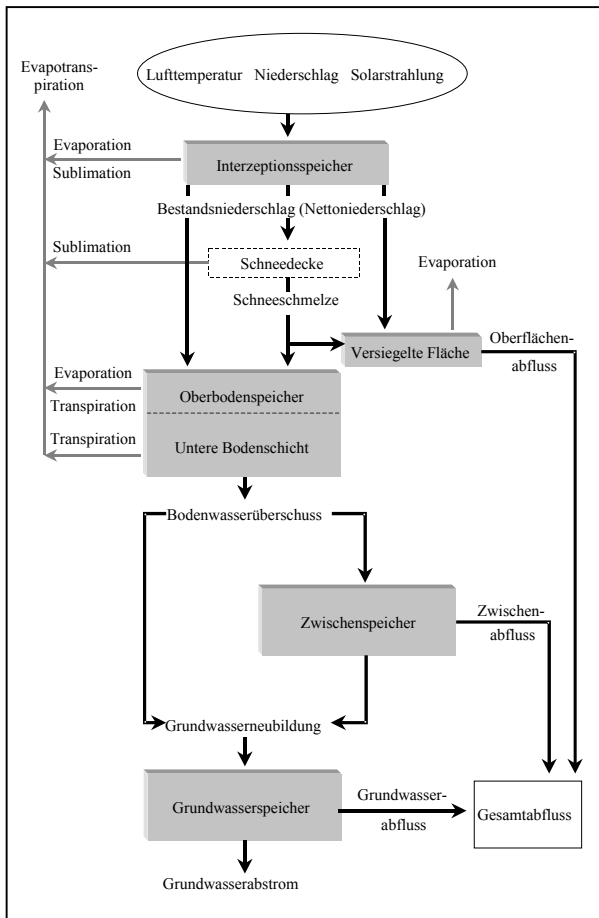 Evapotrans-
piration
Lufttemperatur Niederschlag Solarstrahlung
Evaporation
Sublimation
Interzeptionsspeicher
Bestandsniederschlag (Nettoniederschlag)
Sublimation
Schneedecke
Evaporation
Schneeschmelze
Versiegelte Fläche
Oberflächen-
abfluss
Evaporation
Transpiration
Oberbodenspeicher
Transpiration
Untere Bodenschicht
Bodenwasserüberschuss
Zwischenspeicher
Zwischen-
abfluss
Grundwasserneubildung
Grundwasserspeicher
Grundwasser-
abfluss
Gesamtabfluss
Grundwasserabstrom